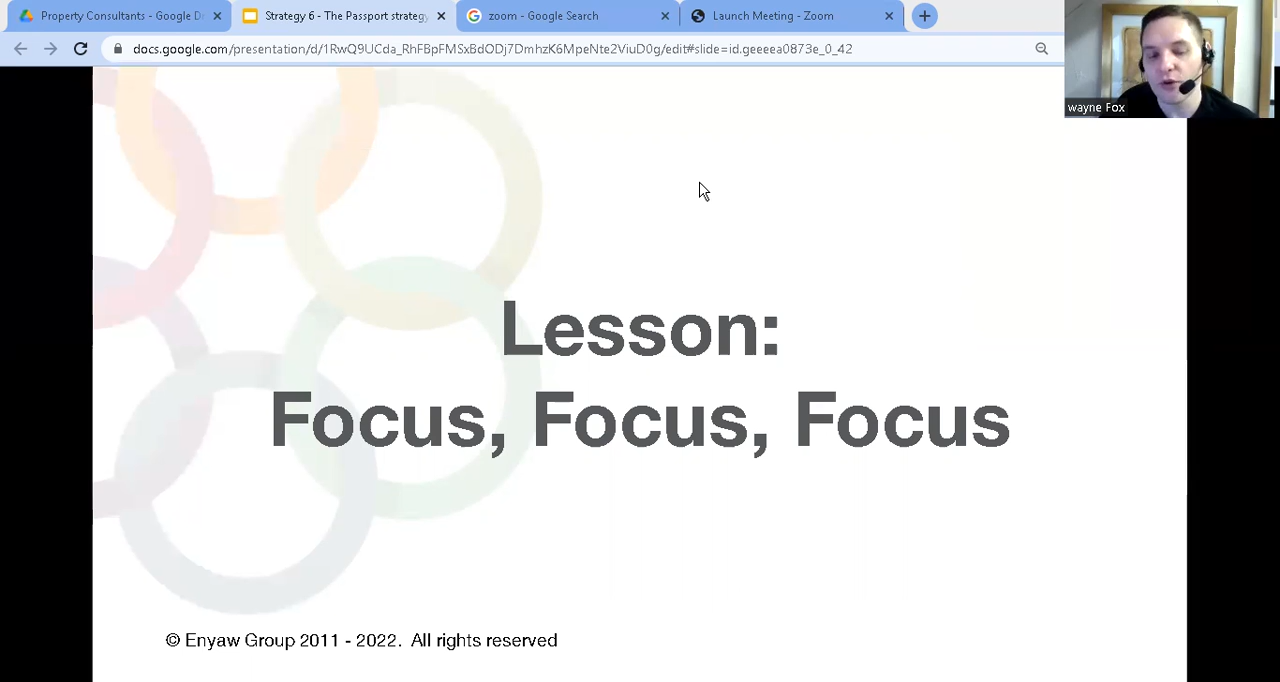 Property Consultants - Google Dr
Strategy 6 - The Passport strateg
zoom - Google Search
Launch Meeting - Zoom
docs.google.com/presentation/d/1RwQ9UCda_RhFBpFMSxBdODj7DmhzK6MpeNte2ViuD0g/edit#slide=id.geeeea0873e_0_42
wayne Fox
Lesson:
Focus, Focus, Focus
© Enyaw Group 2011 - 2022. All rights reserved